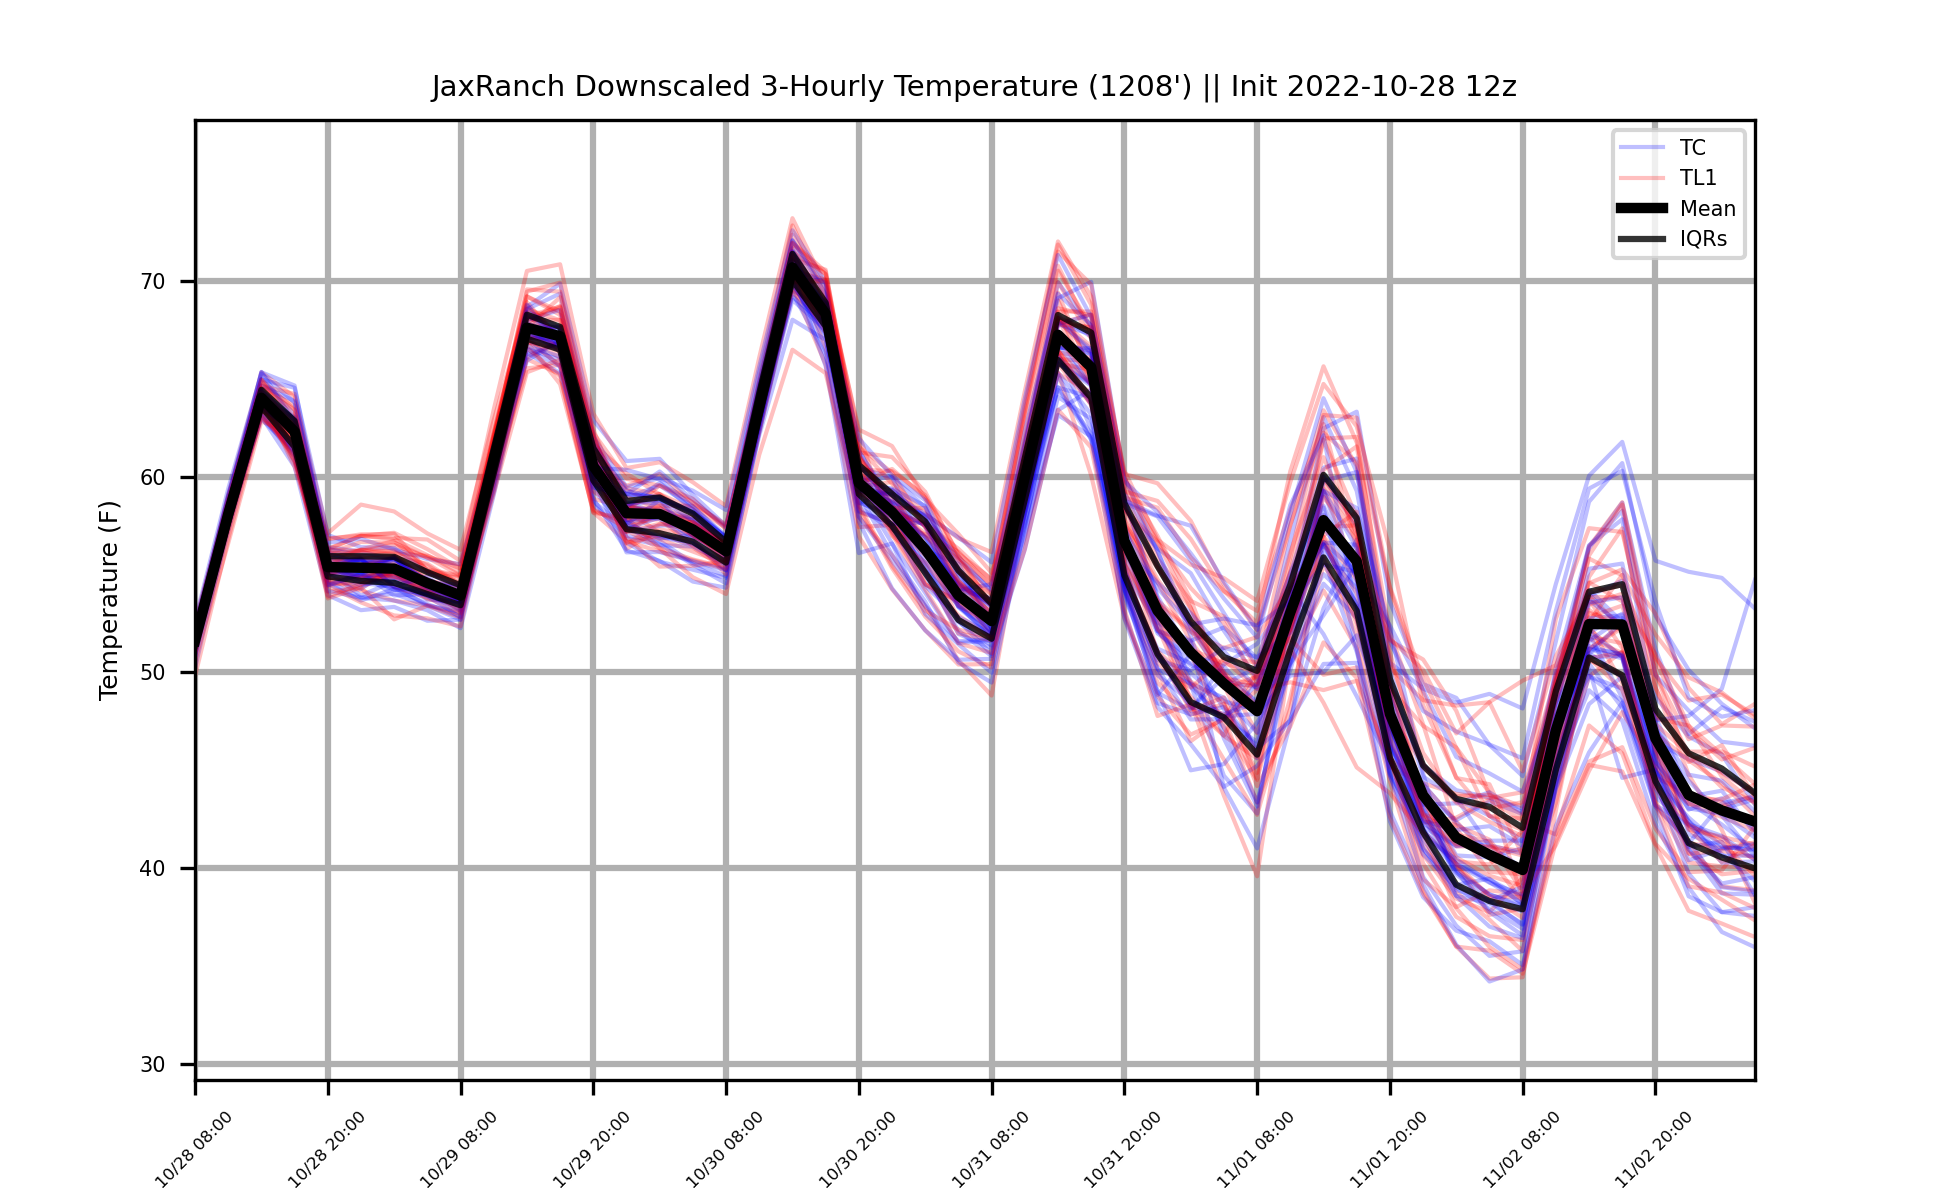 JaxRanch Downscaled 3-Hourly Temperature (1208') || Init 2022-10-28 12z
TC
TL1
Mean
IQRs
Temperature (F)
70
60
50
40
30
10/28 08:00
10/28 20:00
10/29 08:00
10/29 20:00
10/30 08:00
10/30 20:00
10/31 08:00
10/31 20:00
11/01 08:00
11/01 20:00
11/02 08:00
11/02 20:00